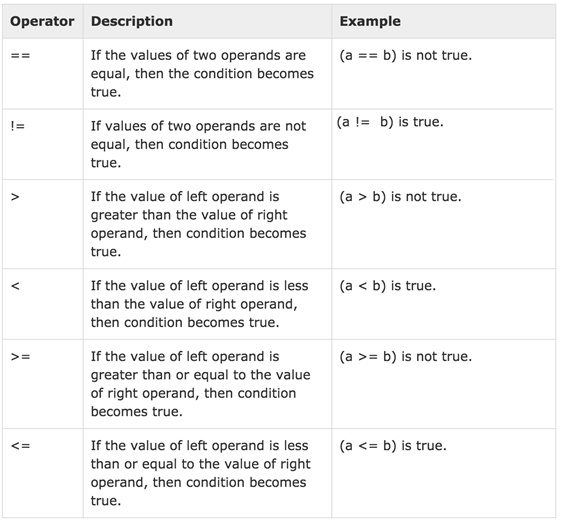 Operator Description Example
== If the values of two operands are (a == b) is not true.
equal, then the condition becomes
true.
!= If values of two operands are not (a !=  b) is true.
equal, then condition becomes
true.
> If the value of left operand is (a > b) is not true.
greater than the value of right
operand, then condition becomes
true.
< If the value of left operand is less (a < b) is true.
than the value of right operand,
then condition becomes true.
>= If the value of left operand is (a >= b) is not true.
greater than or equal to the value
of right operand, then condition
becomes true.
<= If the value of left operand is less (a <= b) is true.
than or equal to the value of right
operand, then condition becomes
true.